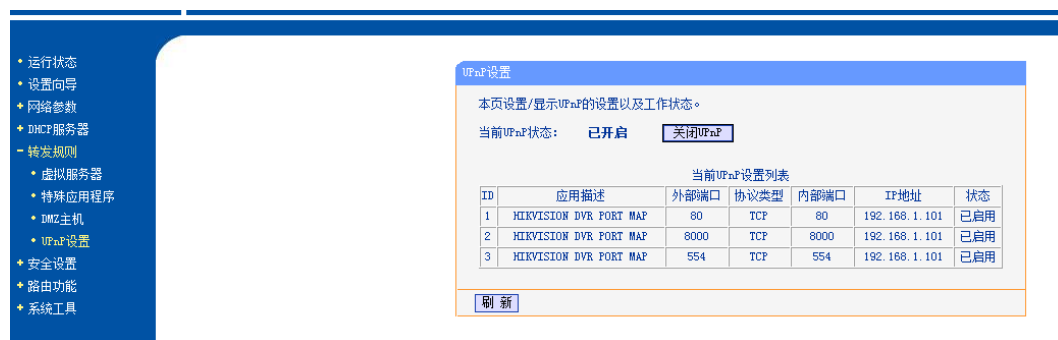 运行状态
设置向导
网络参数
DHCP服务器
转发规则
虚拟服务器
特殊应用程序
DMZ主机
UPnP设置
安全设置
路由功能
系统工具
UPnP设置
本页设置/显示UPnP的设置以及工作状态。
当前UPnP状态： 已开启 关闭UPnP
当前UPnP设置列表
ID 应用描述 外部端口 协议类型 内部端口 IP地址 状态
1 HIKVISION DVR PORT MAP 80 TCP 80 192.168.1.101 已启用
2 HIKVISION DVR PORT MAP 8000 TCP 8000 192.168.1.101 已启用
3 HIKVISION DVR PORT MAP 554 TCP 554 192.168.1.101 已启用
刷 新